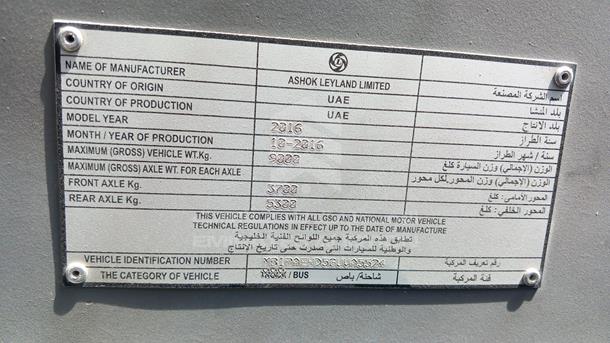 NAME OF MANUFACTURER ASHOK LEYLAND LIMITED اسم الشركة المصنعة
COUNTRY OF ORIGIN UAE بلد المنشأ
COUNTRY OF PRODUCTION UAE بلد الانتاج
MODEL YEAR 2016 سنة الطراز
MONTH / YEAR OF PRODUCTION 10-2016 سنة / شهر الطراز
MAXIMUM (GROSS) VEHICLE WT.Kg. 9000 الوزن (الإجمالي) وزن السيارة كلغ
MAXIMUM (GROSS) AXLE WT. FOR EACH AXLE الوزن (الإجمالي) وزن المحور لكل محور
FRONT AXLE Kg. 3700 المحور الأمامي: كلغ
REAR AXLE Kg. 5300 المحور الخلفي: كلغ
THIS VEHICLE COMPLIES WITH ALL GSO AND NATIONAL MOTOR VEHICLE
TECHNICAL REGULATIONS IN EFFECT UP TO THE DATE OF MANUFACTURE
تطابق هذه المركبة جميع اللوائح الفنية الخليجية
والوطنية للسيارات التي صدرت حتى تاريخ الإنتاج
VEHICLE IDENTIFICATION NUMBER رقم تعريف المركبة
THE CATEGORY OF VEHICLE TRUCK / BUS شاحنة/ باص فئة المركبة